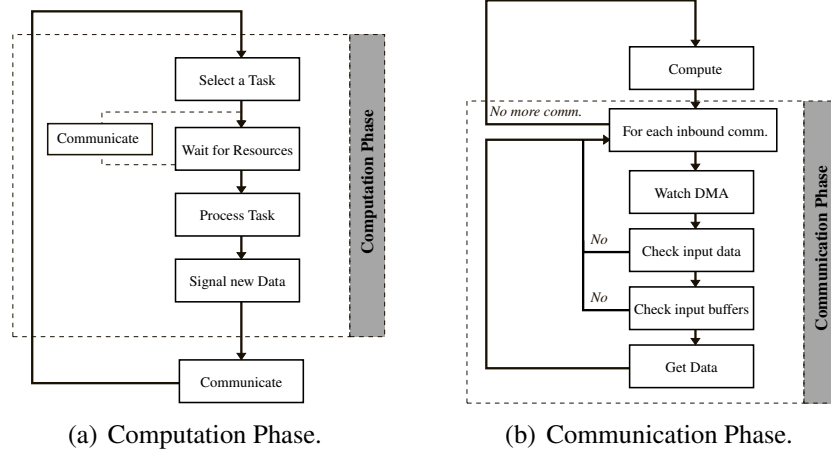 Select a Task
Communicate
Wait for Resources
Process Task
Signal new Data
Communicate
Computation Phase
(a) Computation Phase.
Compute
No more comm.
For each inbound comm.
Watch DMA
No
Check input data
No
Check input buffers
Get Data
Communication Phase
(b) Communication Phase.